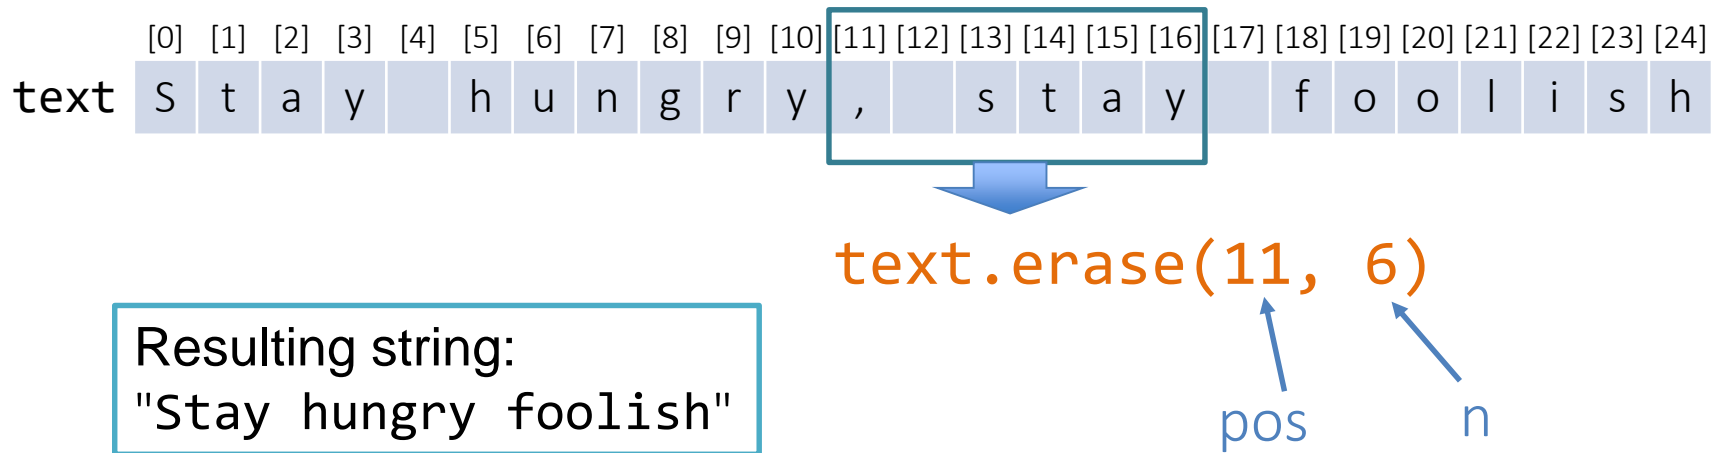 [0] [1] [2] [3] [4] [5] [6] [7] [8] [9] [10] [11] [12] [13] [14] [15] [16] [17] [18] [19] [20] [21] [22] [23] [24]
text S t a y h u n g r y , s t a y f o o l i s h
text.erase(11, 6)
Resulting string:
"Stay hungry foolish"
pos n